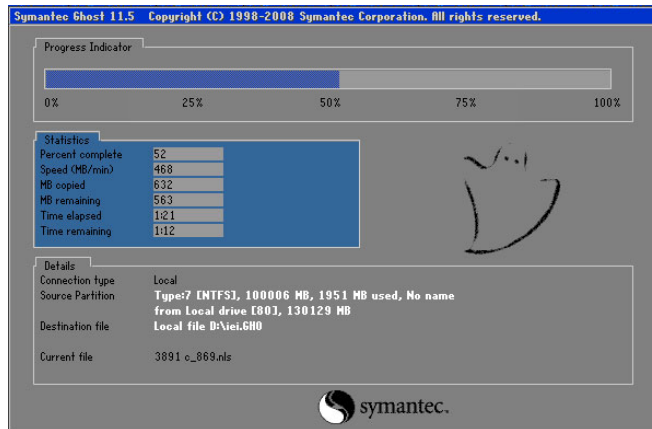 Symantec Ghost 11.5 Copyright (C) 1998-2008 Symantec Corporation. All rights reserved.
Progress Indicator
0% 25% 50% 75% 100%
Statistics
Percent complete 52
Speed (MB/min) 468
MB copied 632
MB remaining 563
Time elapsed 1:21
Time remaining 1:12
Details
Connection type Local
Source Partition Type:7 [NTFS], 100006 MB, 1951 MB used, No name
from Local drive [80], 130129 MB
Destination file Local file D:\iei.GHO
Current file 3891 c_869.nls
symantec.